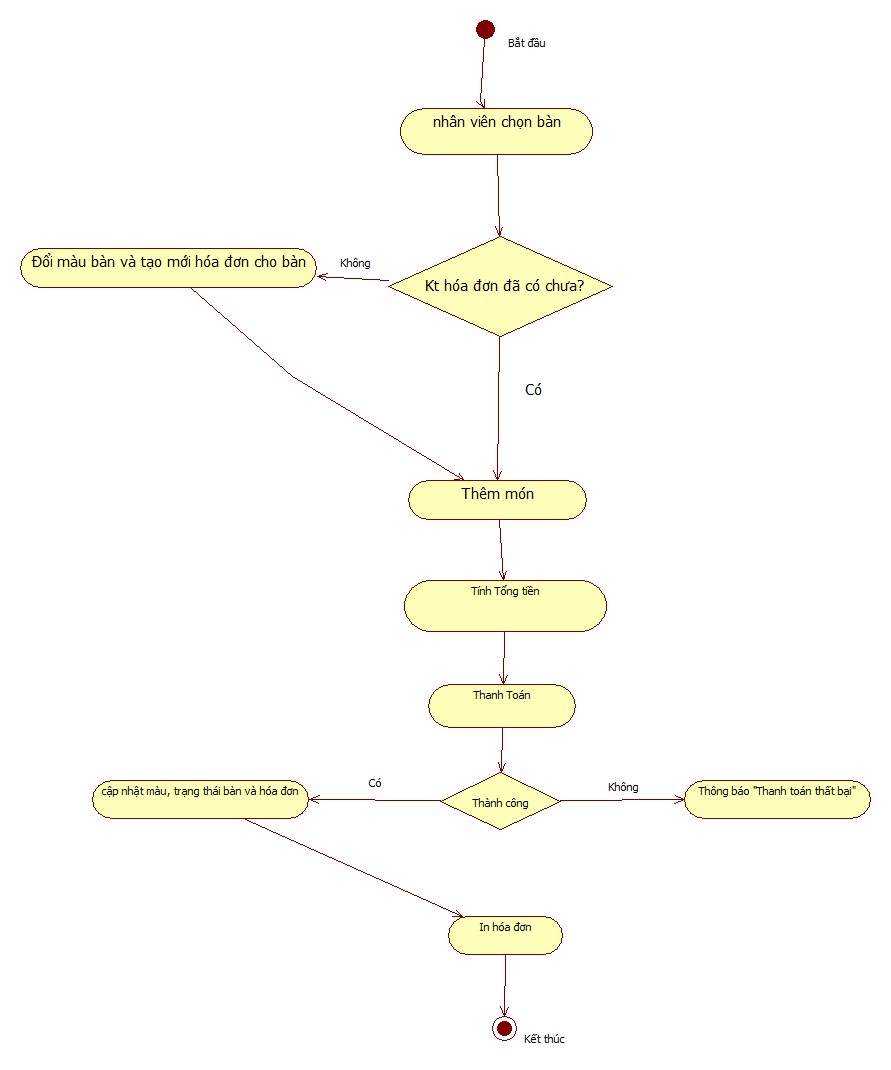 Bắt đầu
nhân viên chọn bàn
Đổi màu bàn và tạo mới hóa đơn cho bàn
Không
Kt hóa đơn đã có chưa?
Có
Thêm món
Tính Tổng tiền
Thanh Toán
cập nhật màu, trạng thái bàn và hóa đơn
Có
Thành công
Không
Thông báo "Thanh toán thất bại"
In hóa đơn
Kết thúc